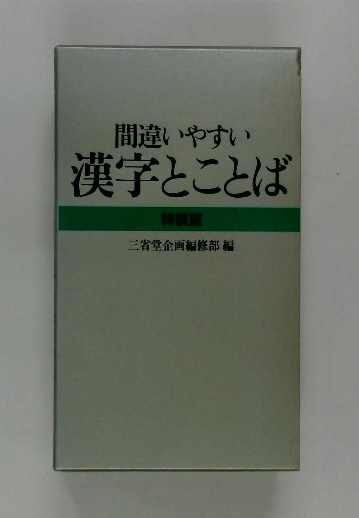 間違いやすい
漢字とことば
特装版
三省堂企画編修部 編